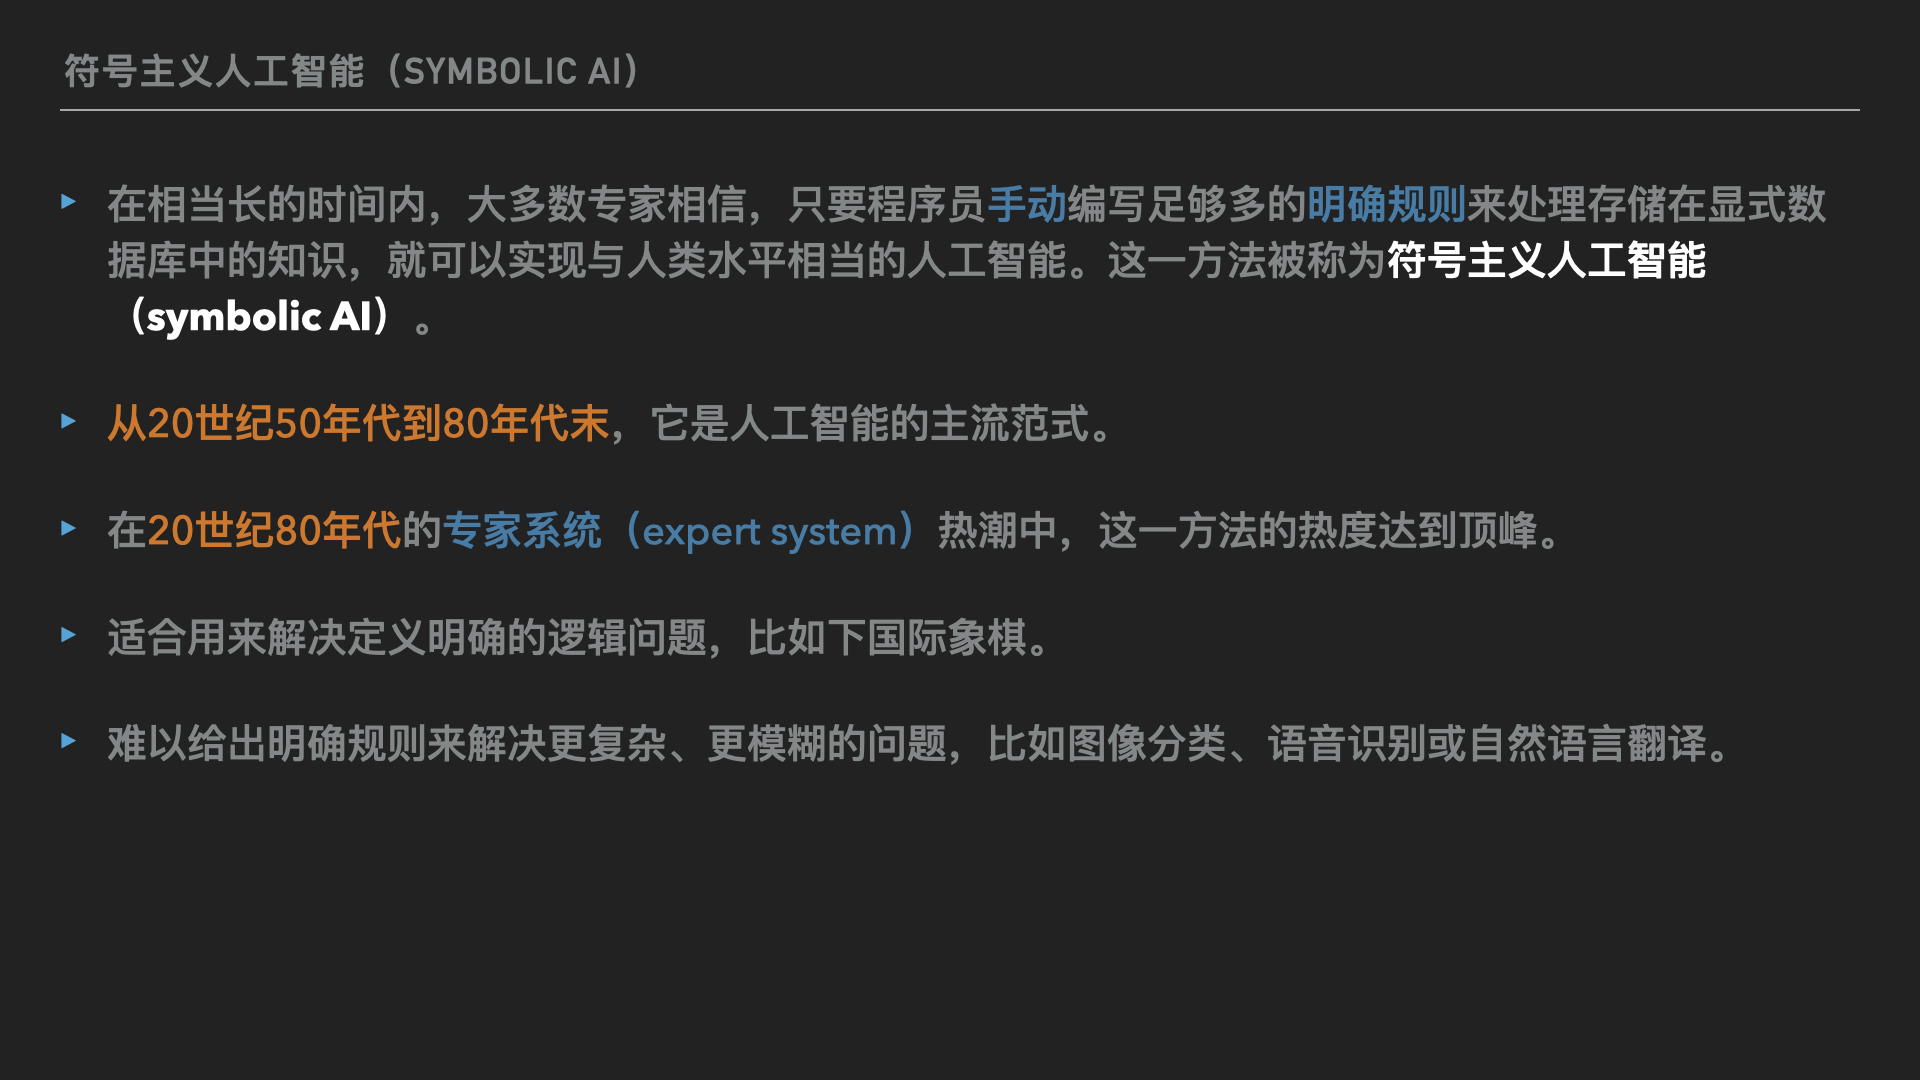 符号主义人工智能（SYMBOLIC AI）
在相当长的时间内，大多数专家相信，只要程序员手动编写足够多的明确规则来处理存储在显式数
据库中的知识，就可以实现与人类水平相当的人工智能。这一方法被称为符号主义人工智能
（symbolic AI）。
从20世纪50年代到80年代末，它是人工智能的主流范式。
在20世纪80年代的专家系统（expert system）热潮中，这一方法的热度达到顶峰。
适合用来解决定义明确的逻辑问题，比如下国际象棋。
难以给出明确规则来解决更复杂、更模糊的问题，比如图像分类、语音识别或自然语言翻译。